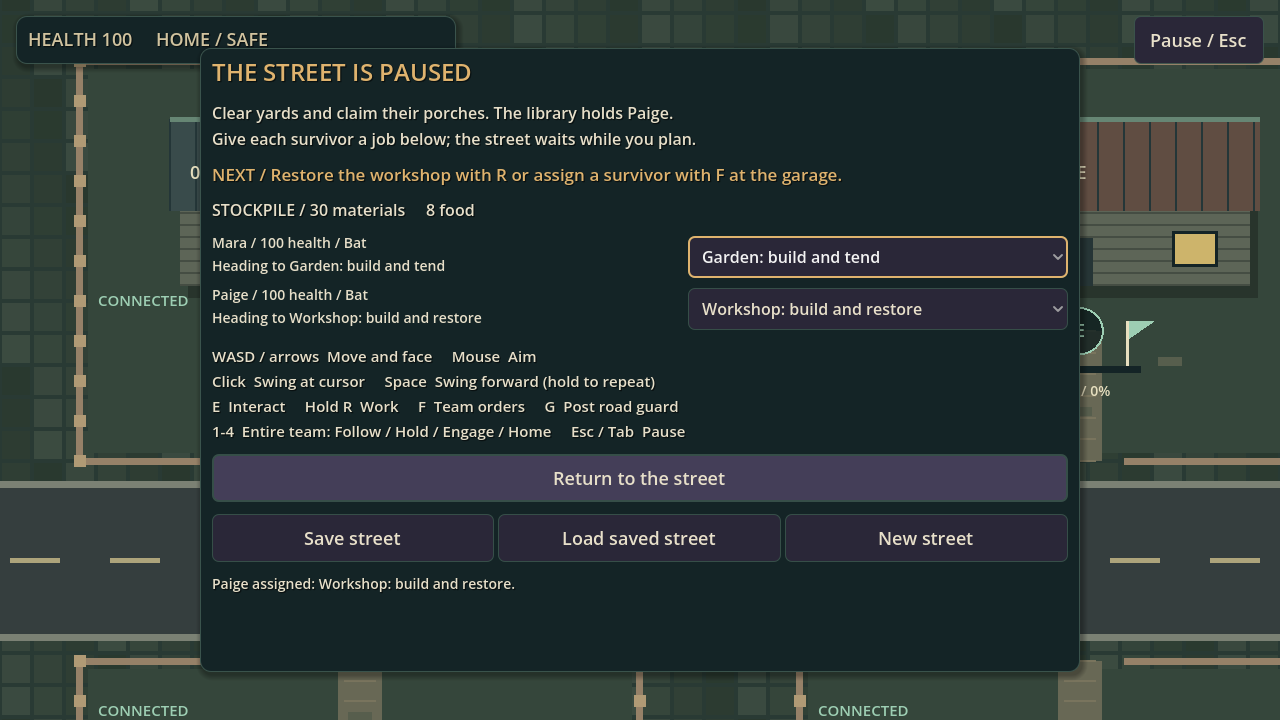 HEALTH 100 HOME / SAFE
Pause / Esc
THE STREET IS PAUSED
Clear yards and claim their porches. The library holds Paige.
Give each survivor a job below; the street waits while you plan.
NEXT / Restore the workshop with R or assign a survivor with F at the garage.
STOCKPILE / 30 materials 8 food
Mara / 100 health / Bat
Heading to Garden: build and tend
Garden: build and tend
Paige / 100 health / Bat
Heading to Workshop: build and restore
Workshop: build and restore
WASD / arrows Move and face Mouse Aim
Click Swing at cursor Space Swing forward (hold to repeat)
E Interact Hold R Work F Team orders G Post road guard
1-4 Entire team: Follow / Hold / Engage / Home Esc / Tab Pause
Return to the street
Save street Load saved street New street
Paige assigned: Workshop: build and restore.
CONNECTED
/ 0%
CONNECTED
CONNECTED